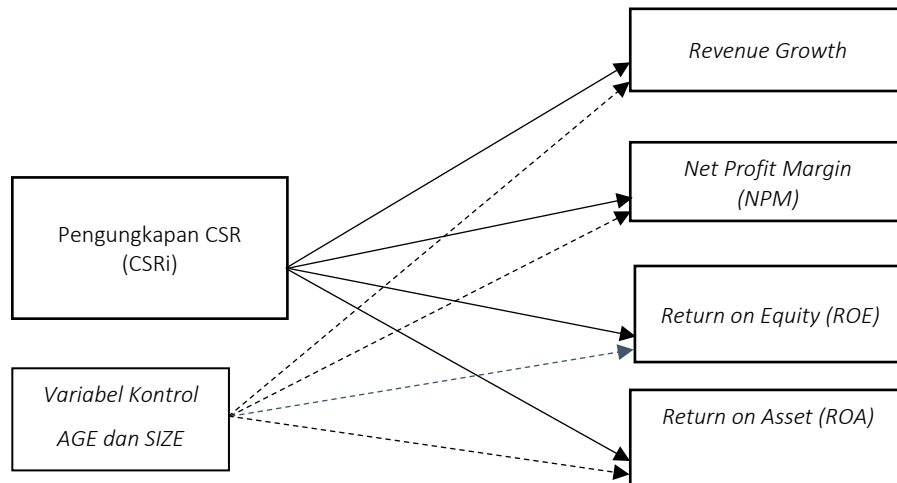 Revenue Growth
Net Profit Margin
(NPM)
Pengungkapan CSR
(CSRi)
Return on Equity (ROE)
Variabel Kontrol
AGE dan SIZE
Return on Asset (ROA)